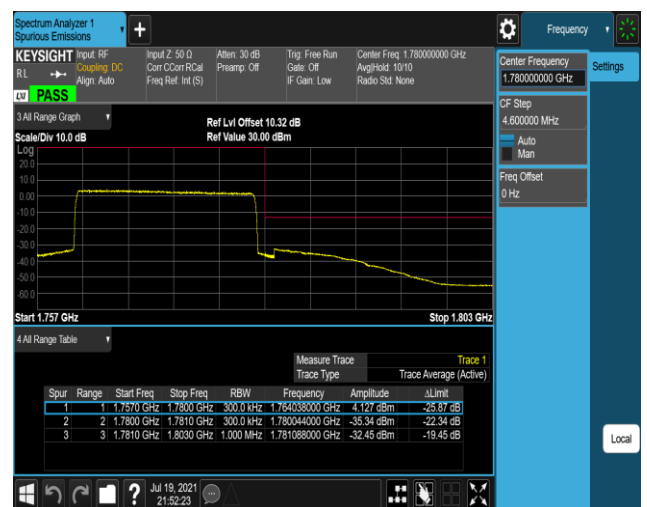 Spectrum Analyzer 1
Spurious Emissions
Frequency
KEYSIGHT Input: RF Input Z: 50 Ω Atten: 30 dB Trig: Free Run Center Freq: 1.780000000 GHz
RL Coupling: DC Corr CCorr RCal Preamp: Off Gate: Off Avg|Hold: 10/10
Align: Auto Freq Ref: Int (S) IF Gain: Low Radio Std: None
LXI PASS
Center Frequency
1.780000000 GHz
Settings
CF Step
4.600000 MHz
Auto
Man
Freq Offset
0 Hz
3 All Range Graph
Ref Lvl Offset 10.32 dB
Scale/Div 10.0 dB Ref Value 30.00 dBm
Log
20.0
10.0
0.00
-10.0
-20.0
-30.0
-40.0
-50.0
-60.0
Start 1.757 GHz Stop 1.803 GHz
4 All Range Table
Measure Trace Trace 1
Trace Type Trace Average (Active)
Spur Range Start Freq Stop Freq RBW Frequency Amplitude ΔLimit
1 1 1.7570 GHz 1.7800 GHz 300.0 kHz 1.764038000 GHz 4.127 dBm -25.87 dB
2 2 1.7800 GHz 1.7810 GHz 300.0 kHz 1.780044000 GHz -35.34 dBm -22.34 dB
3 3 1.7810 GHz 1.8030 GHz 1.000 MHz 1.781088000 GHz -32.45 dBm -19.45 dB
Local
Jul 19, 2021
21:52:23